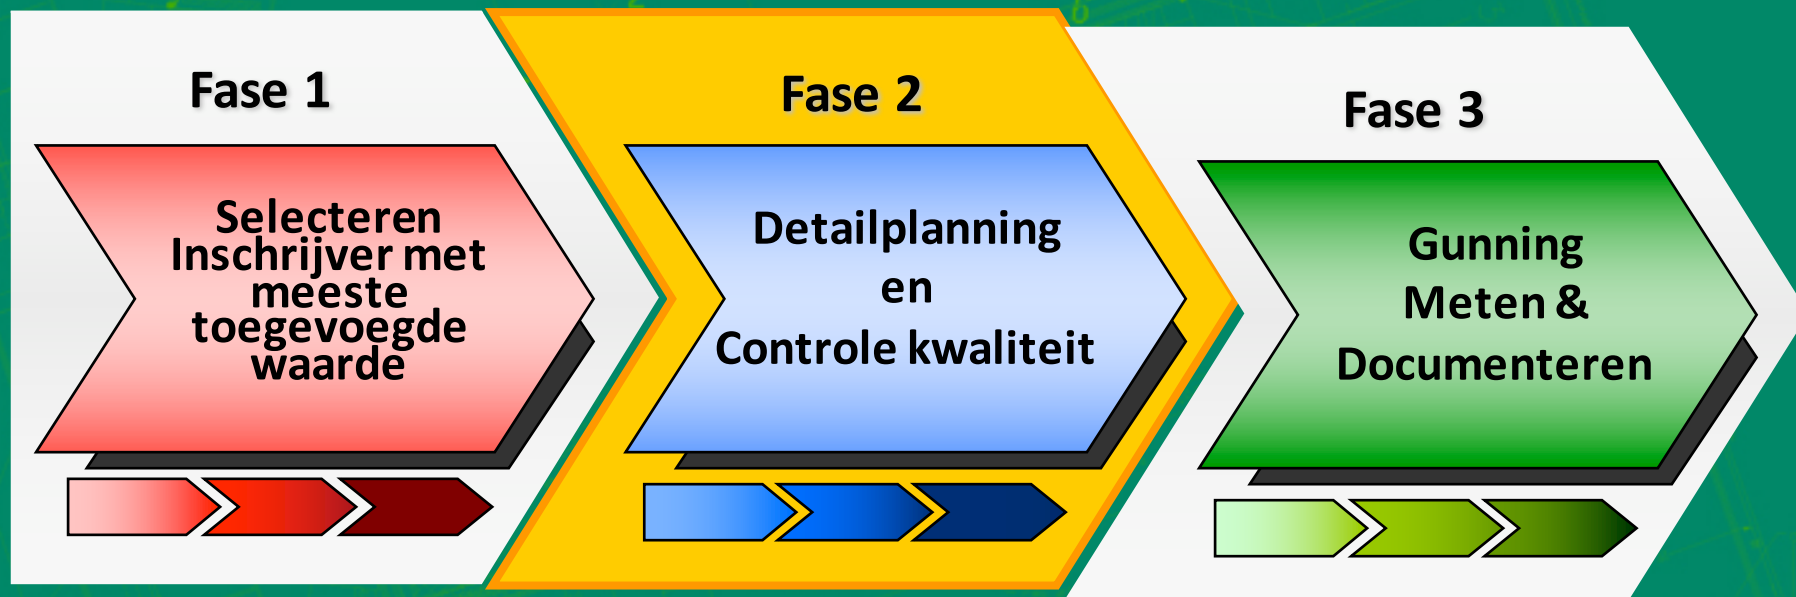 Fase 1
Selecteren
Inschrijver met
meeste
toegevoegde
waarde
Fase 2
Detailplanning
en
Controle kwaliteit
Fase 3
Gunning
Meten &
Documenteren